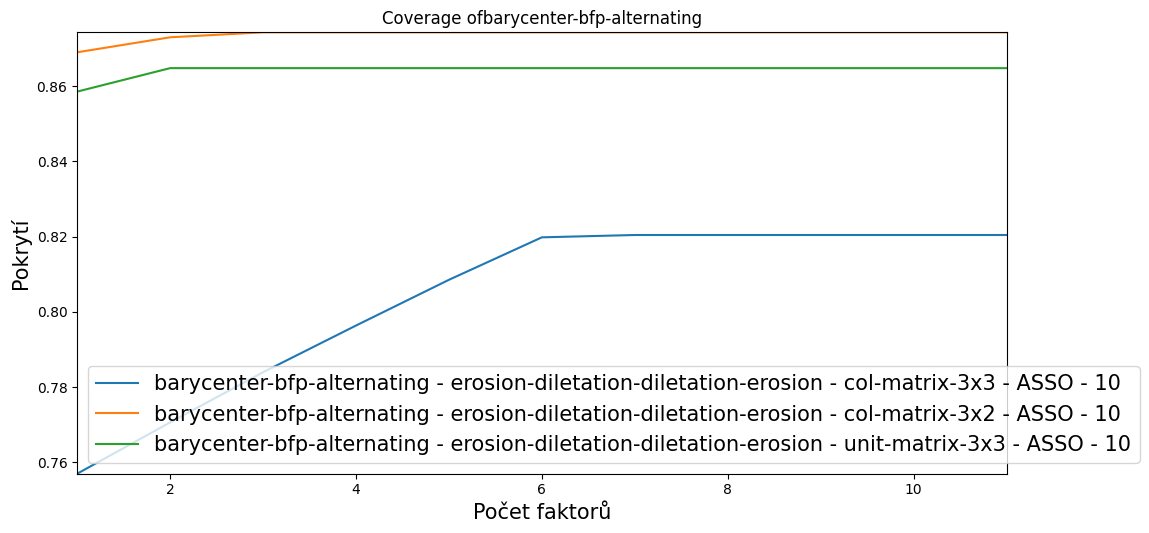 Coverage ofbarycenter-bfp-alternating
0.86
0.84
0.82
0.80
0.78
0.76
Pokrytí
barycenter-bfp-alternating - erosion-diletation-diletation-erosion - col-matrix-3x3 - ASSO - 10
barycenter-bfp-alternating - erosion-diletation-diletation-erosion - col-matrix-3x2 - ASSO - 10
barycenter-bfp-alternating - erosion-diletation-diletation-erosion - unit-matrix-3x3 - ASSO - 10
2 4 6 8 10
Počet faktorů